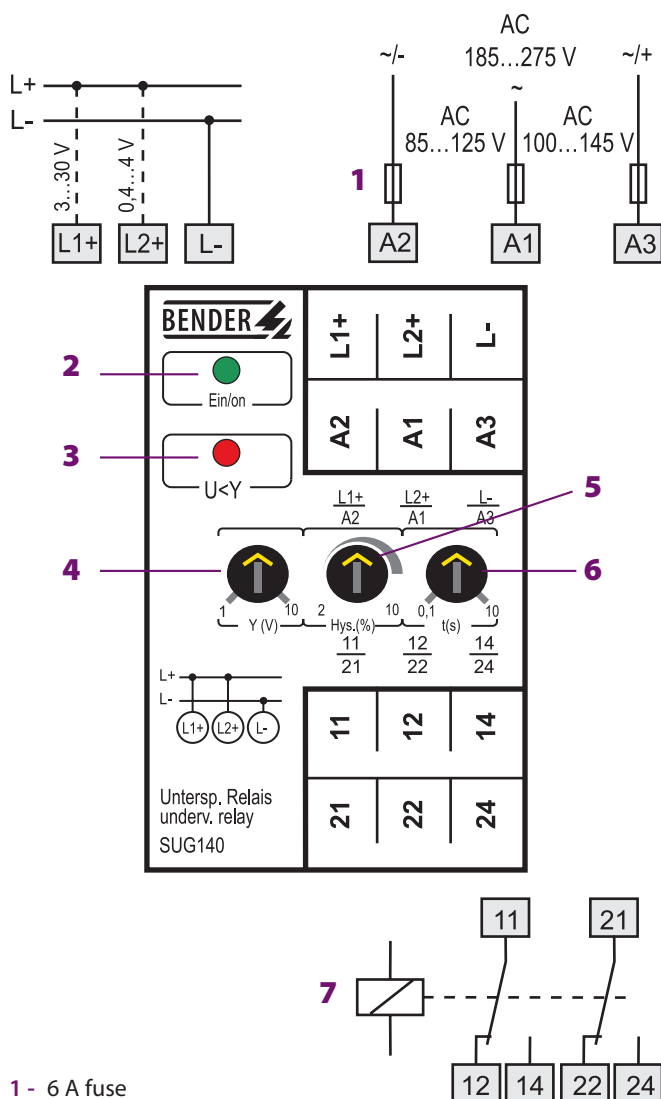 AC
~/-
185...275 V
~/+
~
L+
L-
AC
85...125 V
AC
100...145 V
3...30 V
0,4...4 V
1
L1+
L2+
L-
A2
A1
A3
BENDER
L1+
L2+
L-
2
Ein/on
A2
A1
A3
3
U<Y
L1+
A2
L2+
A1
L-
A3
5
4
6
1
10
Y (V)
2
10
Hys.(%)
0,1
10
t(s)
11
21
12
22
14
24
L+
L-
L1+
L2+
L-
11
12
14
Untersp. Relais
underv. relay
SUG140
21
22
24
11
21
7
12
14
22
24
1 - 6 A fuse